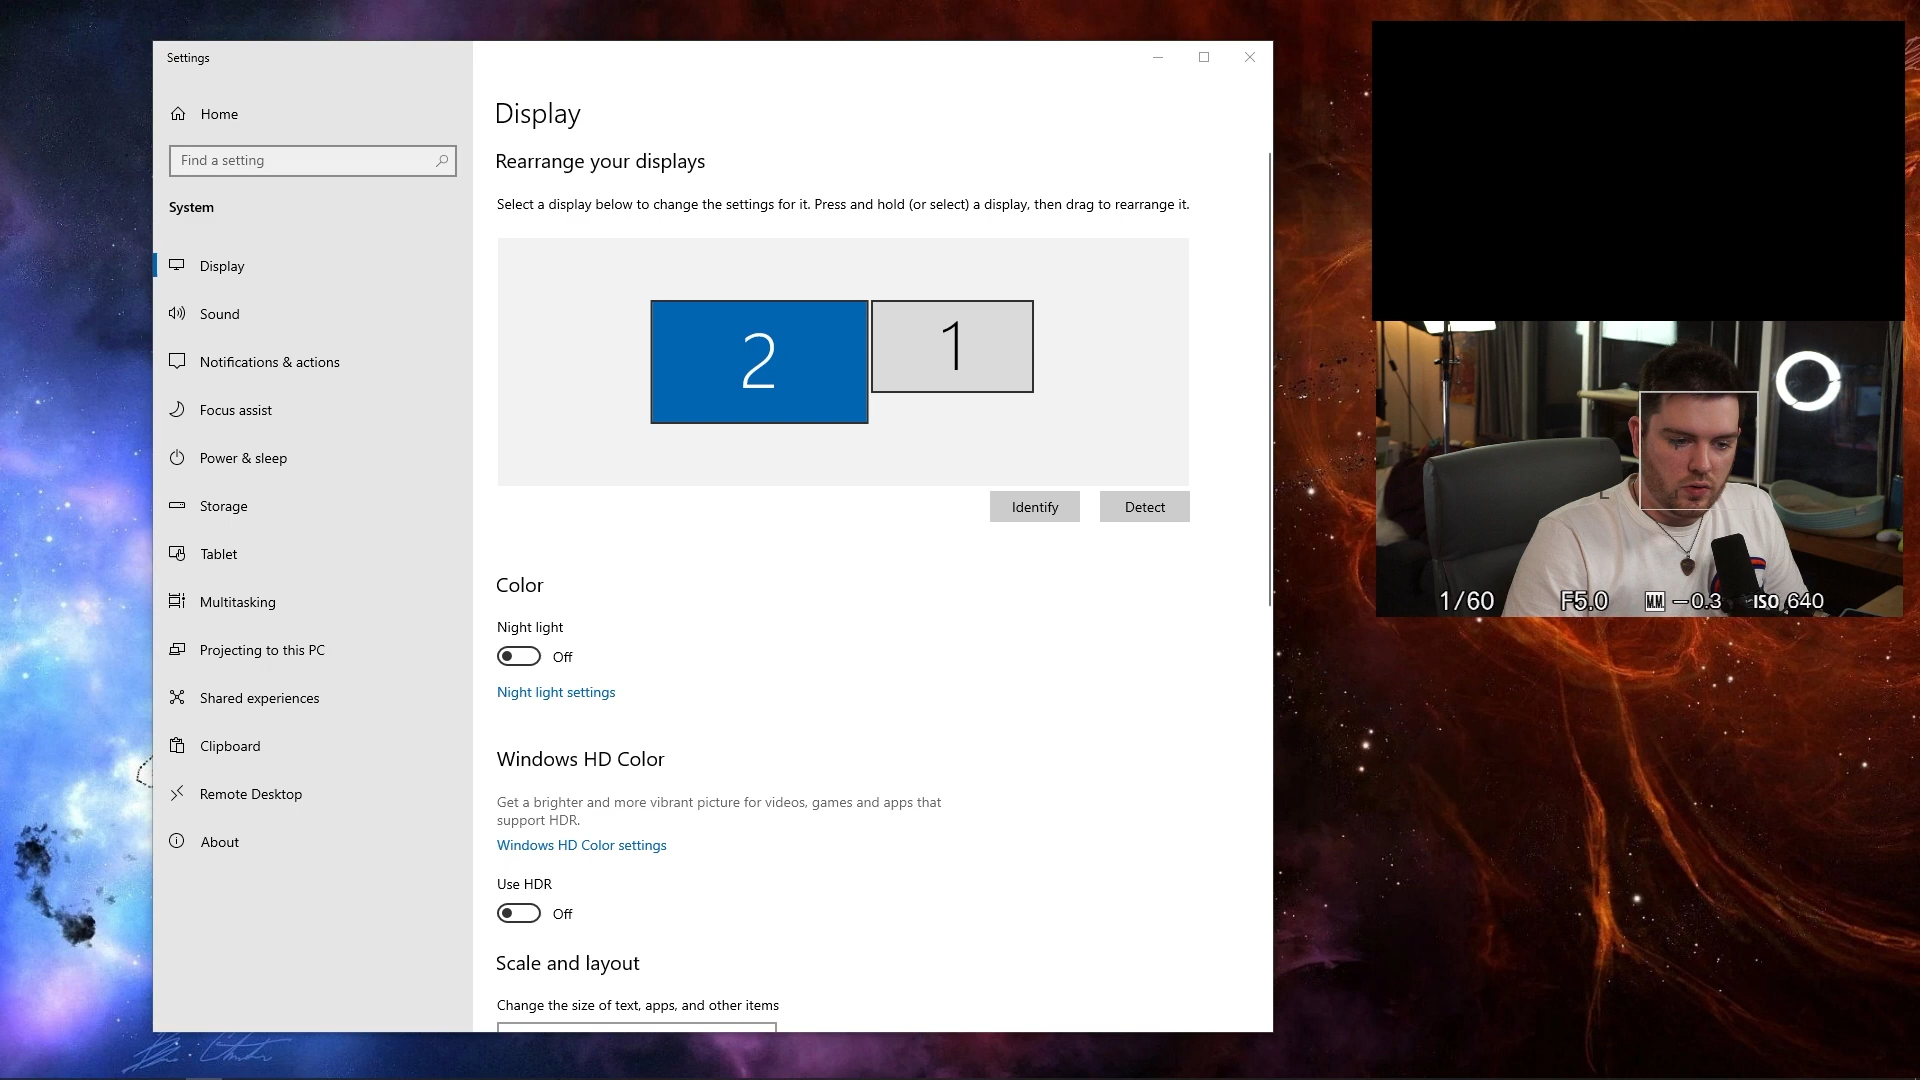 Settings
Home
Find a setting
System
Display
Sound
Notifications & actions
Focus assist
Power & sleep
Storage
Tablet
Multitasking
Projecting to this PC
Shared experiences
Clipboard
Remote Desktop
About
Display
Rearrange your displays
Select a display below to change the settings for it. Press and hold (or select) a display, then drag to rearrange it.
2
1
Identify
Detect
Color
Night light
Off
Night light settings
Windows HD Color
Get a brighter and more vibrant picture for videos, games and apps that
support HDR.
Windows HD Color settings
Use HDR
Off
Scale and layout
Change the size of text, apps, and other items
1/60 F5.0 M.M. −0.3 ISO 640